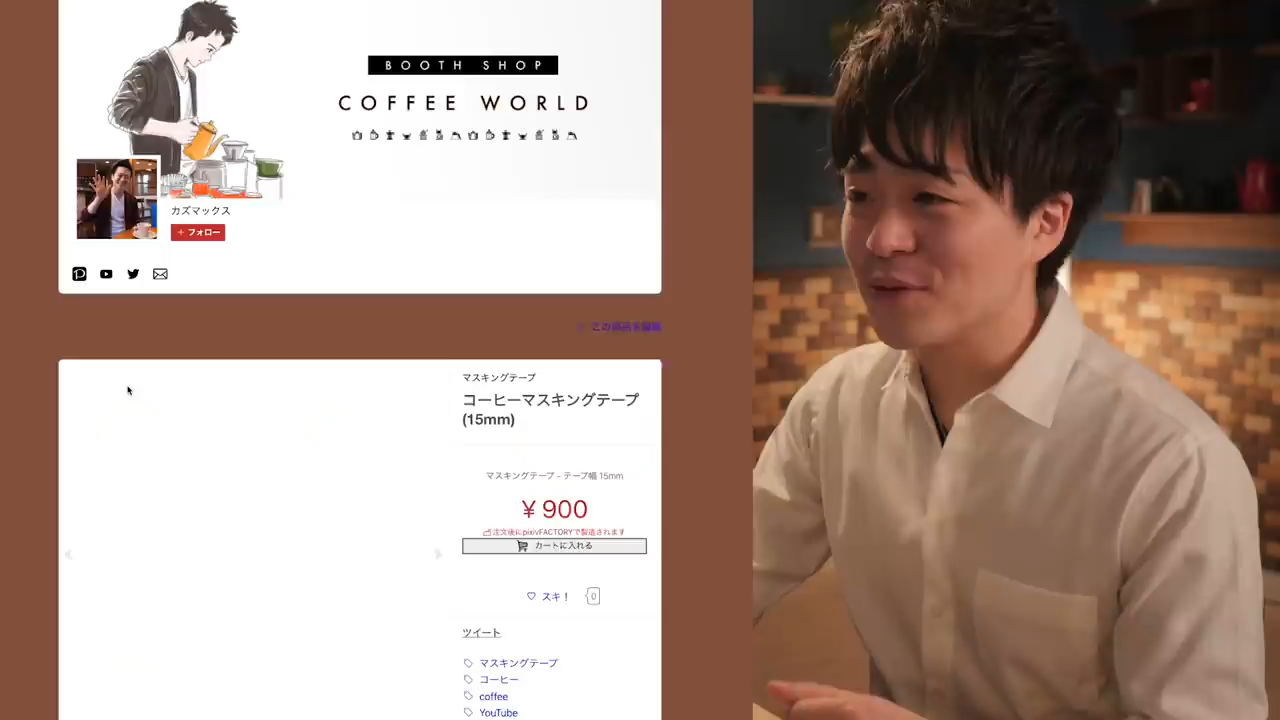 BOOTH SHOP
COFFEE WORLD
カズマックス
+ フォロー
この商品を編集
マスキングテープ
コーヒーマスキングテープ
(15mm)
マスキングテープ - テープ幅 15mm
¥ 900
注文後にpixivFACTORYで製造されます
カートに入れる
スキ！
0
ツイート
マスキングテープ
コーヒー
coffee
YouTube